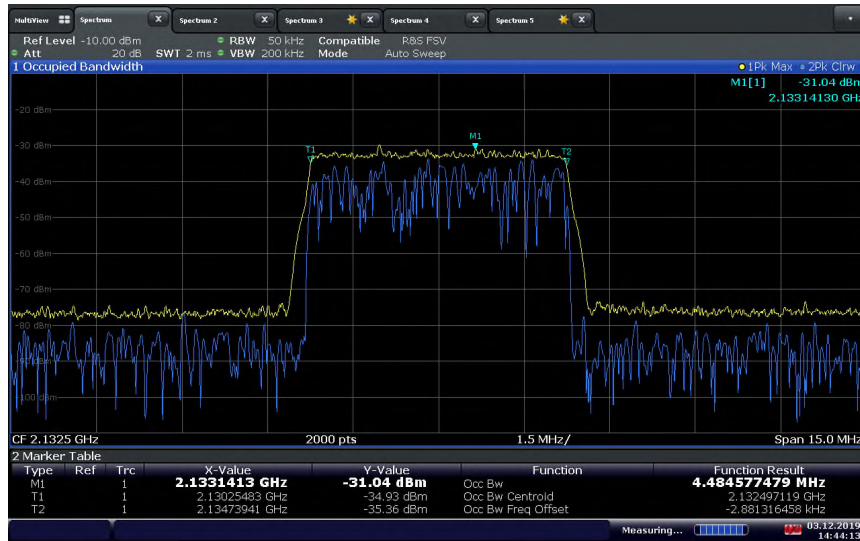 MultiView Spectrum X Spectrum 2 X Spectrum 3 X Spectrum 4 X Spectrum 5 X
Ref Level -10.00 dBm RBW 50 kHz Compatible R&S FSV
Att 20 dB SWT 2 ms VBW 200 kHz Mode Auto Sweep
1 Occupied Bandwidth 1Pk Max 2Pk Clrw
M1[1] -31.04 dBm
2.13314130 GHz
-20 dBm
M1
-30 dBm
T1 T2
-40 dBm
-50 dBm
-60 dBm
-70 dBm
-80 dBm
-90 dBm
-100 dBm
CF 2.1325 GHz 2000 pts 1.5 MHz/ Span 15.0 MHz
2 Marker Table
Type Ref Trc X-Value Y-Value Function Function Result
M1 1 2.1331413 GHz -31.04 dBm Occ Bw 4.484577479 MHz
T1 1 2.13025483 GHz -34.93 dBm Occ Bw Centroid 2.132497119 GHz
T2 1 2.13473941 GHz -35.36 dBm Occ Bw Freq Offset -2.881316458 kHz
Measuring... 03.12.2019
14:44:13